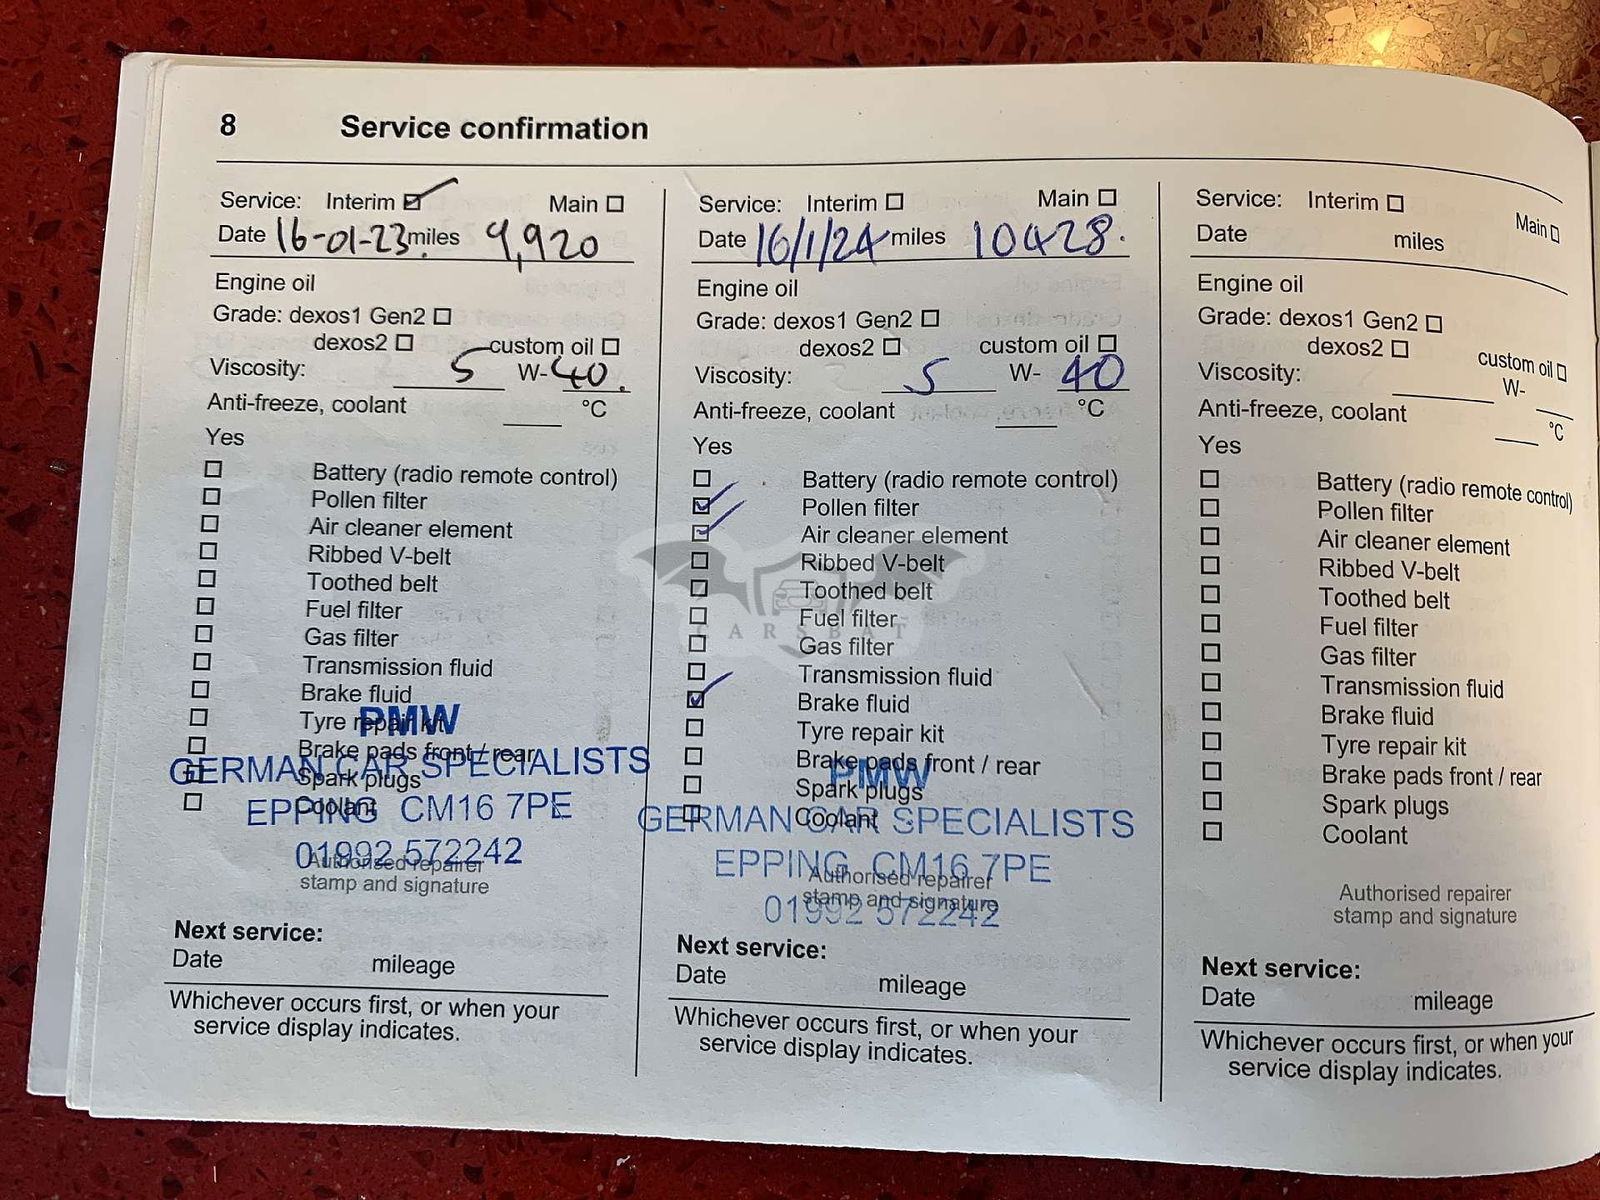 8 Service confirmation
Service: Interim Main
Date 16-01-23 miles 9,920
Engine oil
Grade: dexos1 Gen2
dexos2 custom oil
Viscosity: 5 W-40.
Anti-freeze, coolant °C
Yes
Battery (radio remote control)
Pollen filter
Air cleaner element
Ribbed V-belt
Toothed belt
Fuel filter
Gas filter
Transmission fluid
Brake fluid
Tyre repair kit
PMW
Brake pads front / rear
GERMAN CAR SPECIALISTS
Spark plugs
Coolant
EPPING CM16 7PE
01992 572242
Authorised repairer
stamp and signature
Next service:
Date mileage
Whichever occurs first, or when your
service display indicates.
Service: Interim Main
Date 16/1/24 miles 10428.
Engine oil
Grade: dexos1 Gen2
dexos2 custom oil
Viscosity: 5 W- 40
Anti-freeze, coolant °C
Yes
Battery (radio remote control)
Pollen filter
Air cleaner element
Ribbed V-belt
Toothed belt
Fuel filter
CARSBAT
Gas filter
Transmission fluid
Brake fluid
Tyre repair kit
Brake pads front / rear
PMW
Spark plugs
Coolant
GERMAN CAR SPECIALISTS
EPPING CM16 7PE
Authorised repairer
stamp and signature
01992 572242
Next service:
Date mileage
Whichever occurs first, or when your
service display indicates.
Service: Interim Main
Date miles
Engine oil
Grade: dexos1 Gen2
dexos2 custom oil
Viscosity: W-
Anti-freeze, coolant °C
Yes
Battery (radio remote control)
Pollen filter
Air cleaner element
Ribbed V-belt
Toothed belt
Fuel filter
Gas filter
Transmission fluid
Brake fluid
Tyre repair kit
Brake pads front / rear
Spark plugs
Coolant
Authorised repairer
stamp and signature
Next service:
Date mileage
Whichever occurs first, or when your
service display indicates.